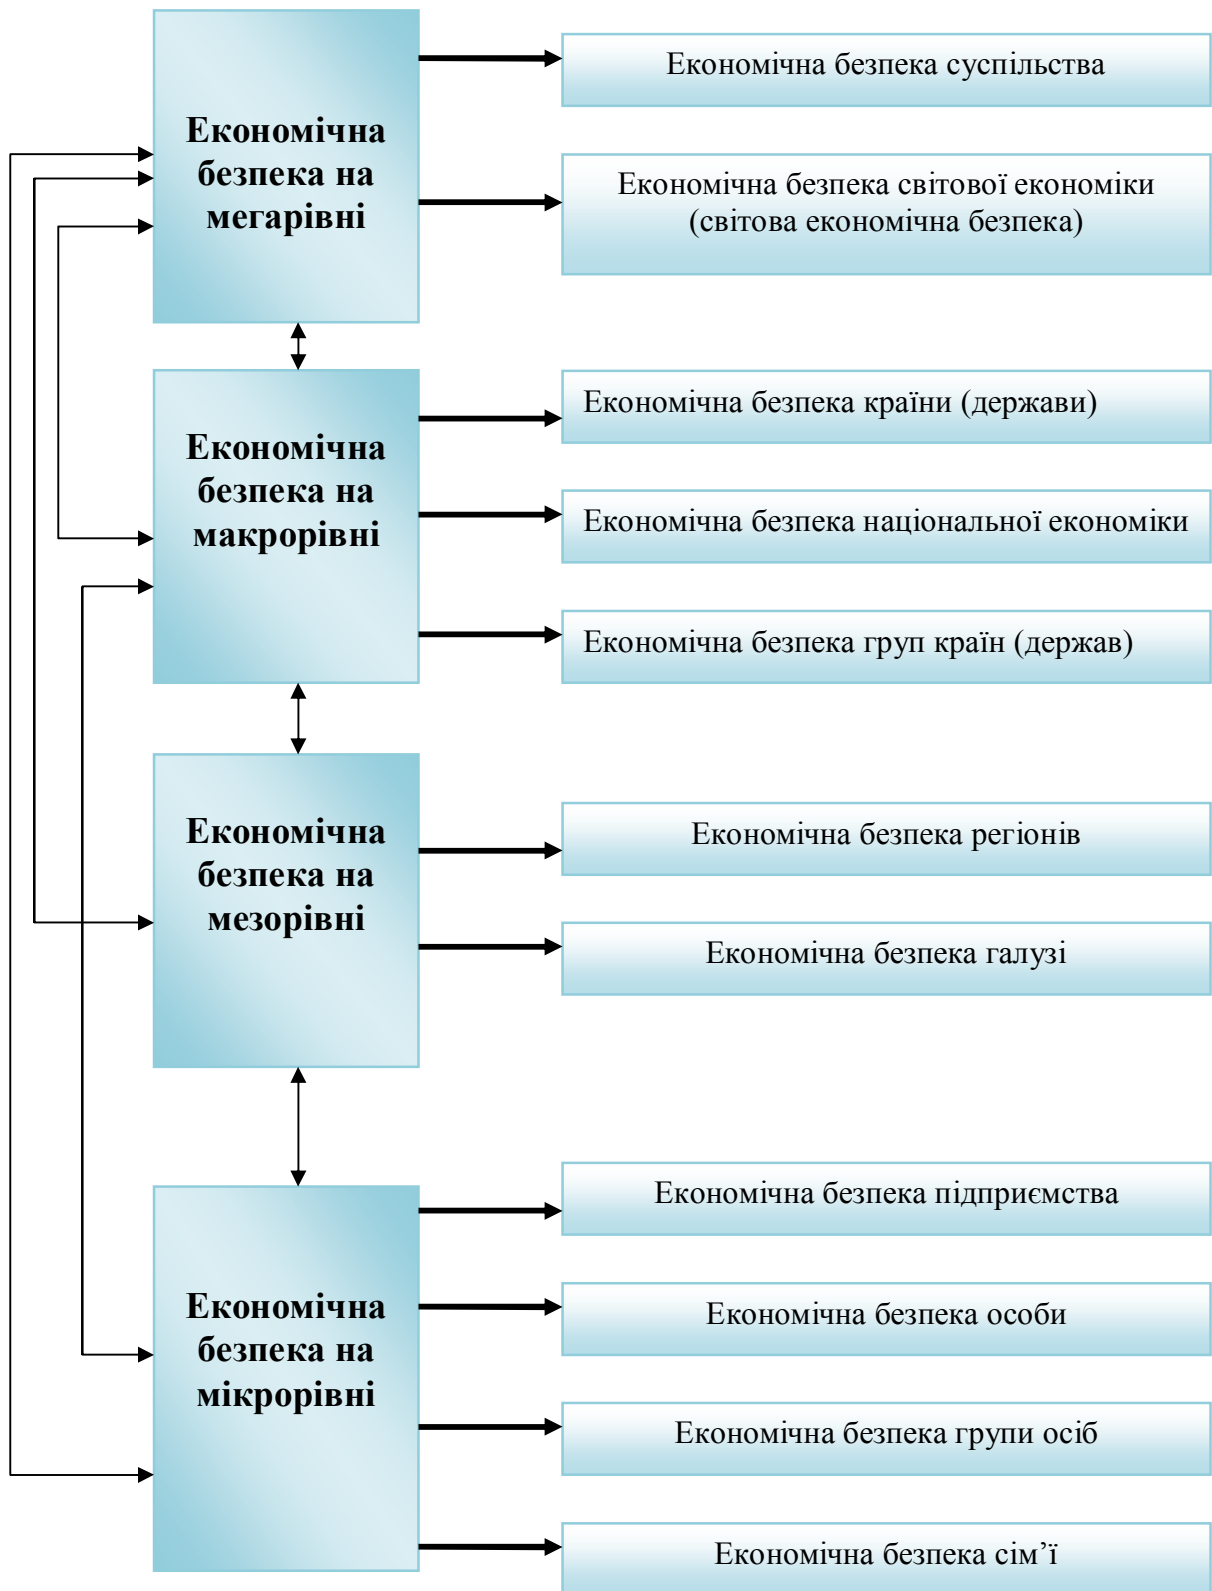 Економічна
безпека на
мегарівні
Економічна безпека суспільства
Економічна безпека світової економіки
(світова економічна безпека)
Економічна
безпека на
макрорівні
Економічна безпека країни (держави)
Економічна безпека національної економіки
Економічна безпека груп країн (держав)
Економічна
безпека на
мезорівні
Економічна безпека регіонів
Економічна безпека галузі
Економічна
безпека на
мікрорівні
Економічна безпека підприємства
Економічна безпека особи
Економічна безпека групи осіб
Економічна безпека сім’ї